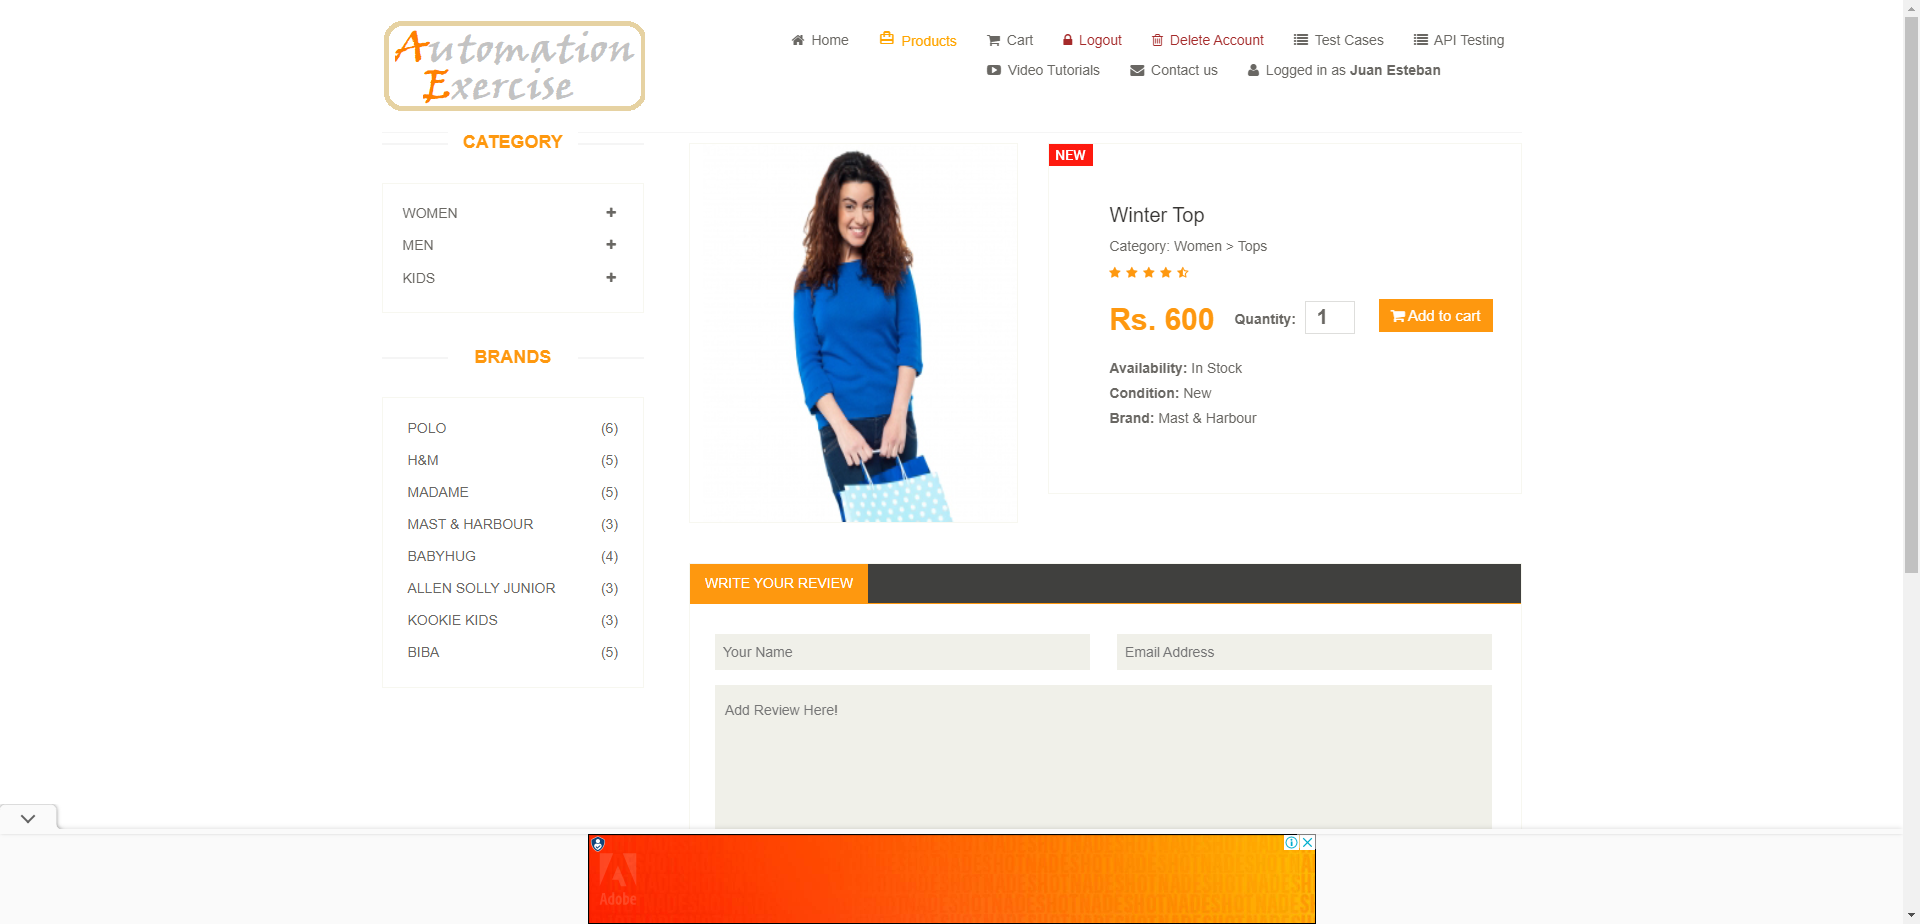 Automation
Exercise
Home
Products
Cart
Logout
Delete Account
Test Cases
API Testing
Video Tutorials
Contact us
Logged in as Juan Esteban
CATEGORY
WOMEN
MEN
KIDS
BRANDS
POLO (6)
H&M (5)
MADAME (5)
MAST & HARBOUR (3)
BABYHUG (4)
ALLEN SOLLY JUNIOR (3)
KOOKIE KIDS (3)
BIBA (5)
NEW
Winter Top
Category: Women > Tops
Rs. 600 Quantity: 1 Add to cart
Availability: In Stock
Condition: New
Brand: Mast & Harbour
WRITE YOUR REVIEW
Your Name
Email Address
Add Review Here!
Adobe